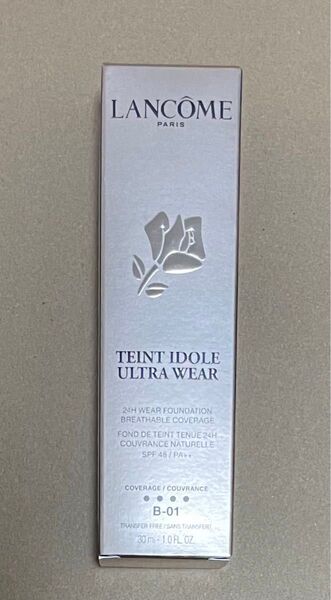 LANCÔME
PARIS
TEINT IDOLE
ULTRA WEAR
24H WEAR FOUNDATION
BREATHABLE COVERAGE
FOND DE TEINT TENUE 24H
COUVRANCE NATURELLE
SPF 48 / PA++
COVERAGE / COUVRANCE
B-01
TRANSFER FREE / SANS TRANSFERT
30 ml - 1.0 FL. OZ.